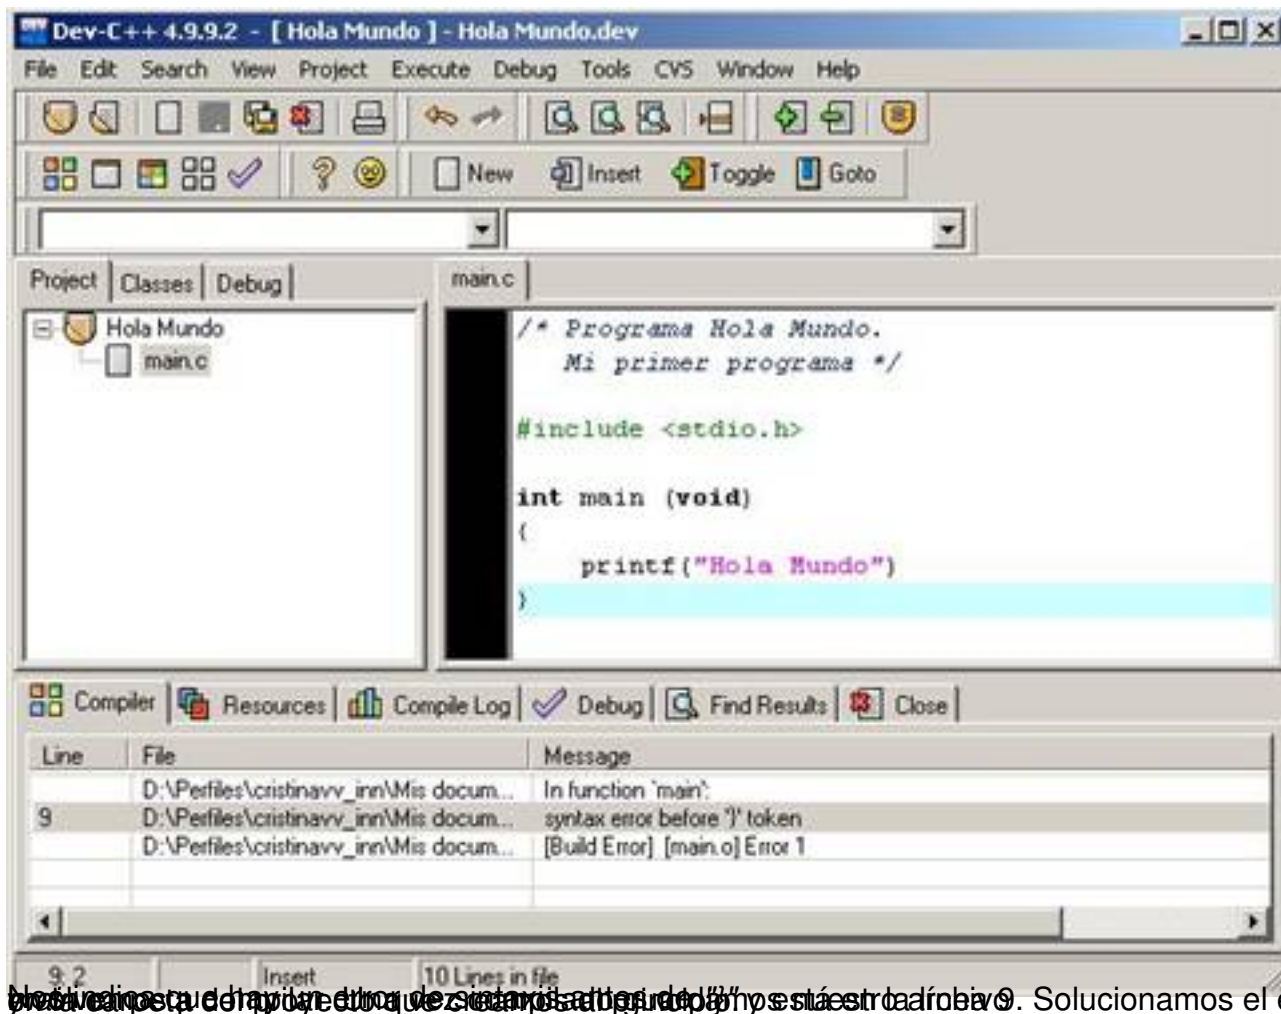 Dev-C++ 4.9.9.2 - [ Hola Mundo ] - Hola Mundo.dev
File Edit Search View Project Execute Debug Tools CVS Window Help
New Insert Toggle Goto
Project Classes Debug main.c
Hola Mundo
main.c
/* Programa Hola Mundo.
Mi primer programa */
#include <stdio.h>
int main (void)
{
printf("Hola Mundo")
}
Compiler Resources Compile Log Debug Find Results Close
Line File Message
D:\Perfiles\cristinavv_inn\Mis docum... In function `main':
9 D:\Perfiles\cristinavv_inn\Mis docum... syntax error before '}' token
D:\Perfiles\cristinavv_inn\Mis docum... [Build Error] [main.o] Error 1
9: 2 Insert 10 Lines in file
9. Solucionamos el